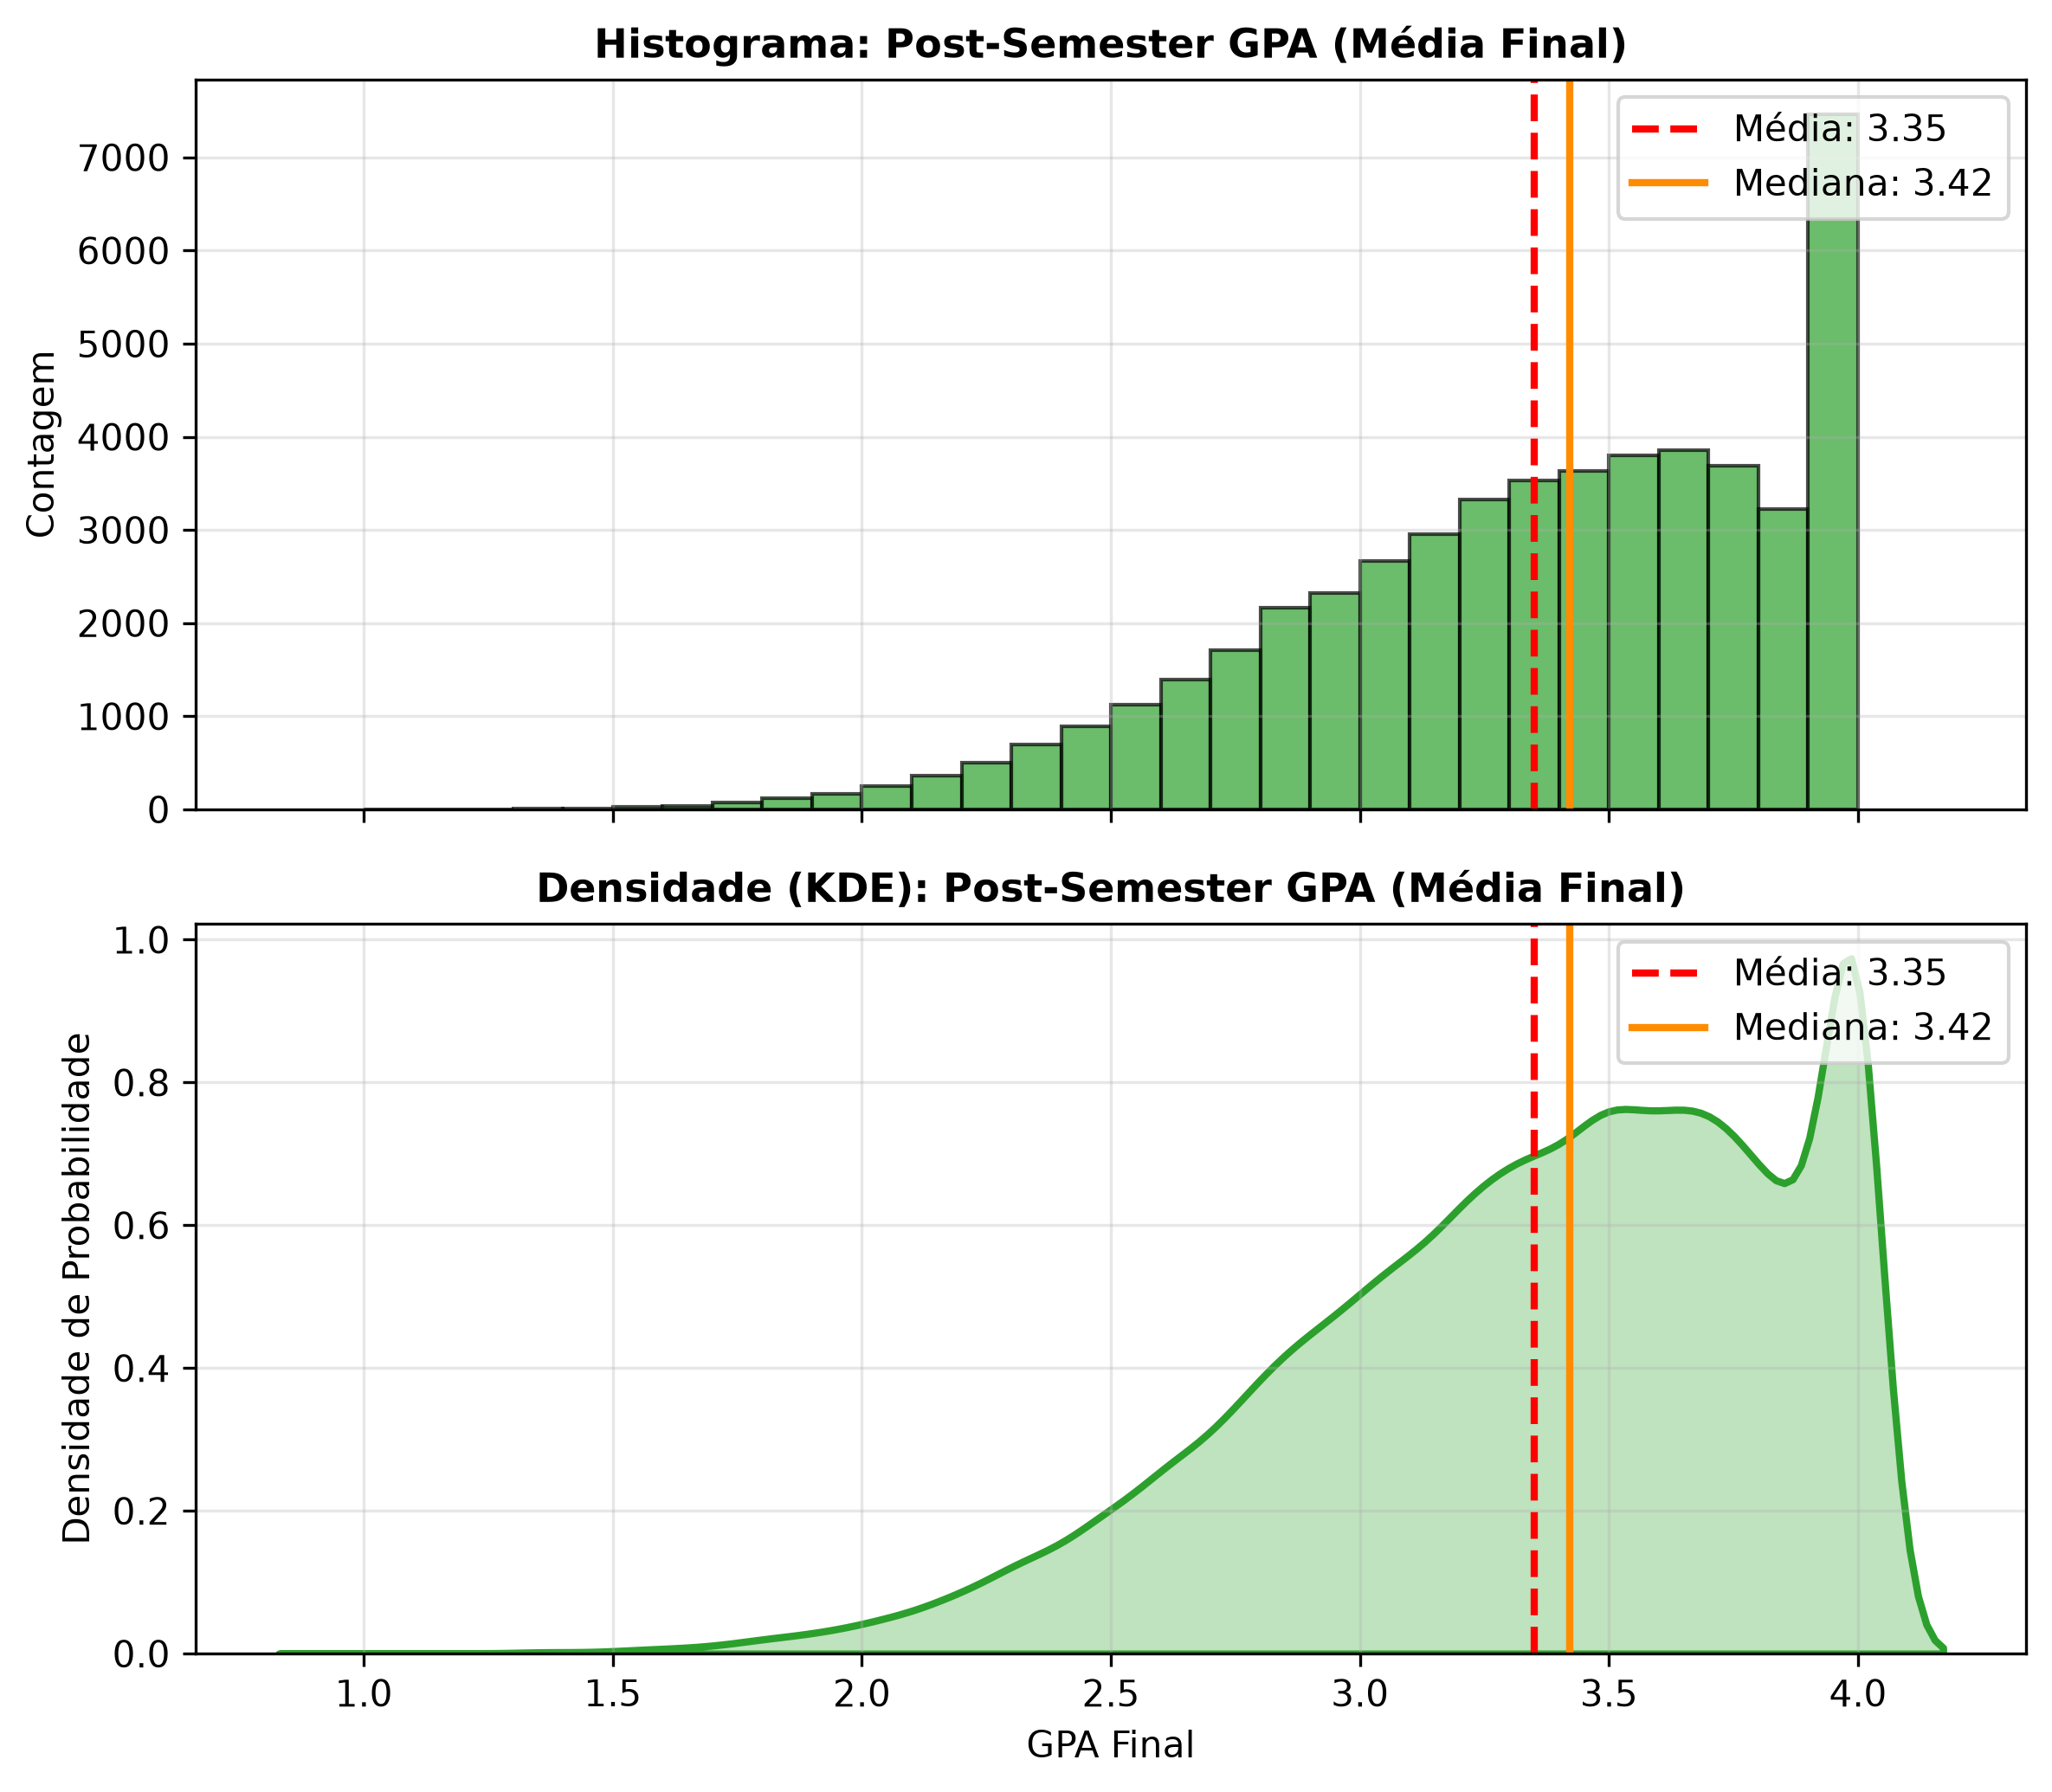 Histograma: Post-Semester GPA (Média Final)
Média: 3.35
Mediana: 3.42
Contagem
7000
6000
5000
4000
3000
2000
1000
0
Densidade (KDE): Post-Semester GPA (Média Final)
Média: 3.35
Mediana: 3.42
Densidade de Probabilidade
1.0
0.8
0.6
0.4
0.2
0.0
1.0 1.5 2.0 2.5 3.0 3.5 4.0
GPA Final